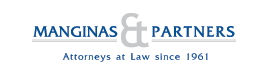 MANGINAS & PARTNERS
Attorneys at Law since 1961